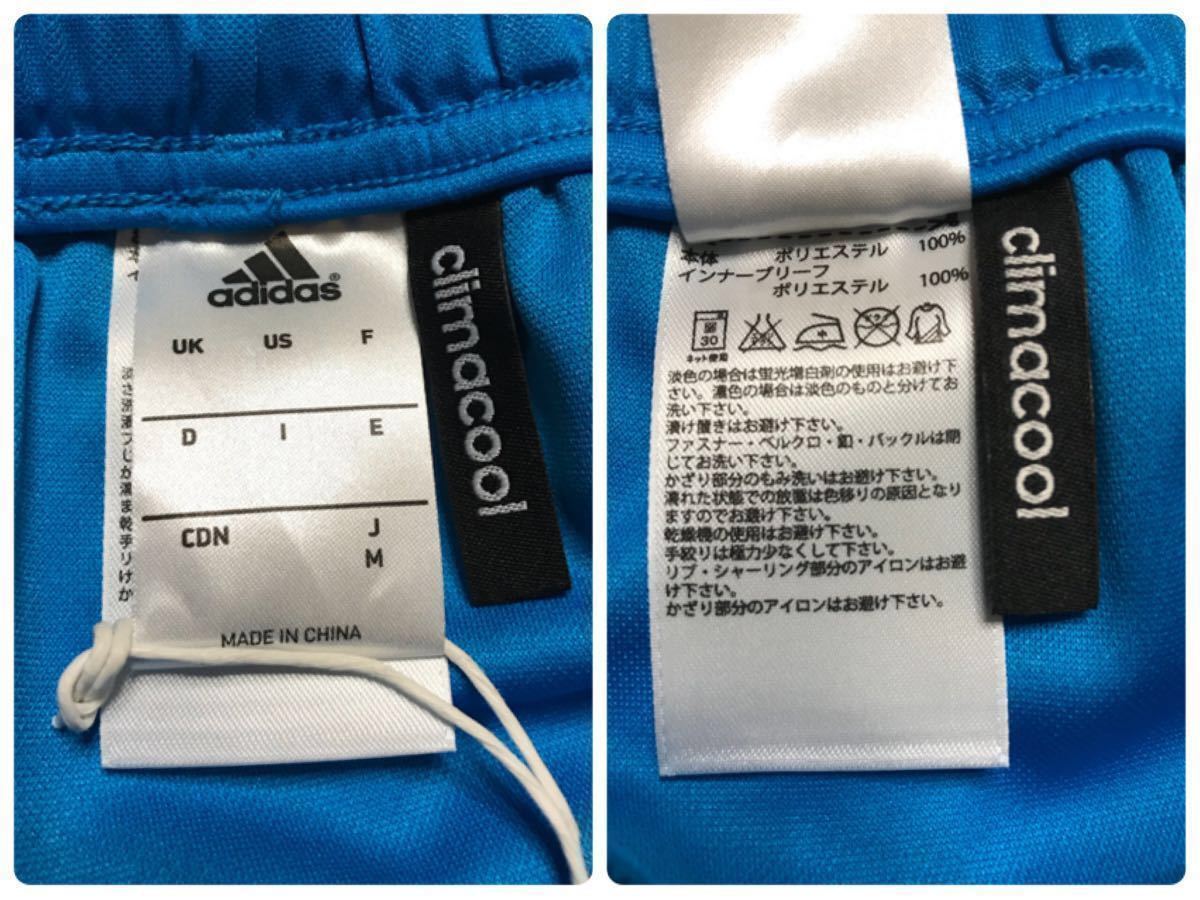 adidas®
UK US F
D I E
CDN J
M
MADE IN CHINA
climacool
本体 ポリエステル 100%
インナーブリーフ
ポリエステル 100%
弱
30
ネット使用
淡色の場合は蛍光増白剤の使用はお避け下
さい。濃色の場合は淡色のものと分けてお
洗い下さい。
漬け置きはお避け下さい。
ファスナー・ベルクロ・釦・バックルは閉
じてお洗い下さい。
かざり部分のもみ洗いはお避け下さい。
濡れた状態での放置は色移りの原因となり
ますのでお避け下さい。
乾燥機の使用はお避け下さい。
手絞りは極力少なくして下さい。
リブ・シャーリング部分のアイロンはお避
け下さい。
かざり部分のアイロンはお避け下さい。
climacool